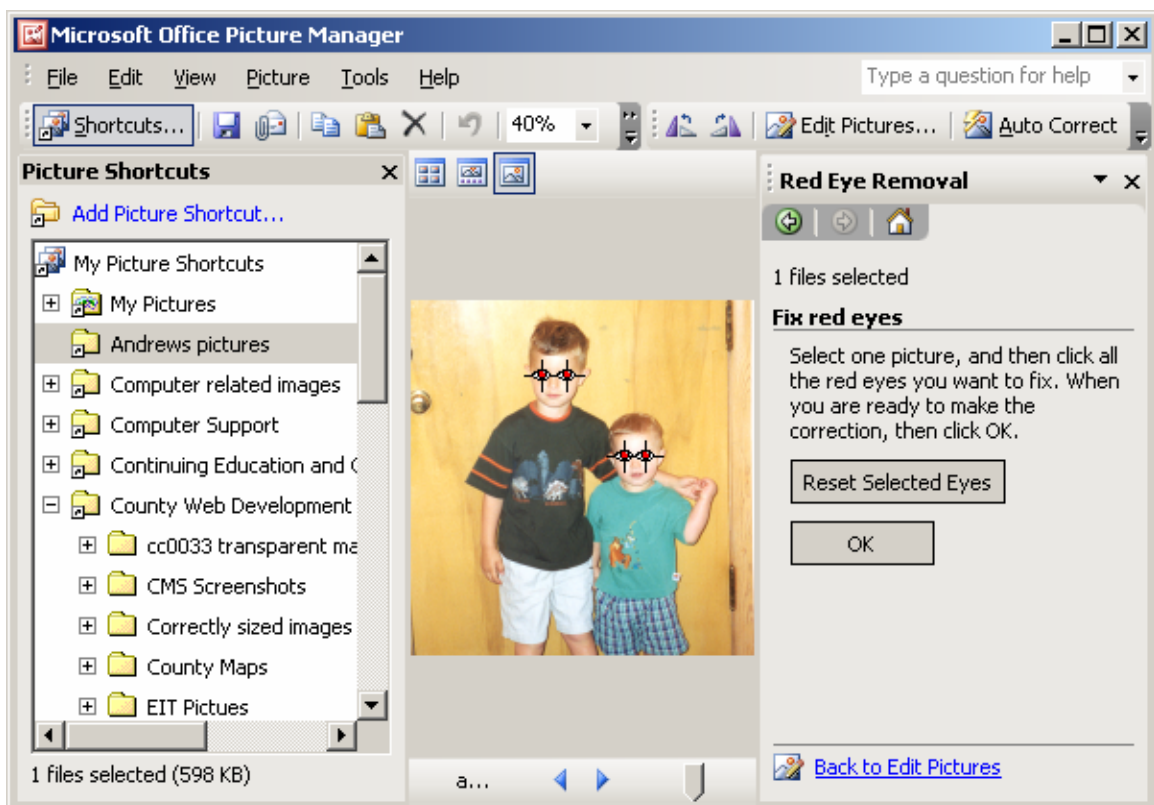 Microsoft Office Picture Manager
File Edit View Picture Tools Help Type a question for help
Shortcuts... 40% Edit Pictures... Auto Correct
Picture Shortcuts
Red Eye Removal
Add Picture Shortcut...
My Picture Shortcuts
My Pictures
Andrews pictures
Computer related images
Computer Support
Continuing Education and
County Web Development
cc0033 transparent ma
CMS Screenshots
Correctly sized images
County Maps
EIT Pictues
1 files selected (598 KB)
a...
1 files selected
Fix red eyes
Select one picture, and then click all
the red eyes you want to fix. When
you are ready to make the
correction, then click OK.
Reset Selected Eyes
OK
Back to Edit Pictures